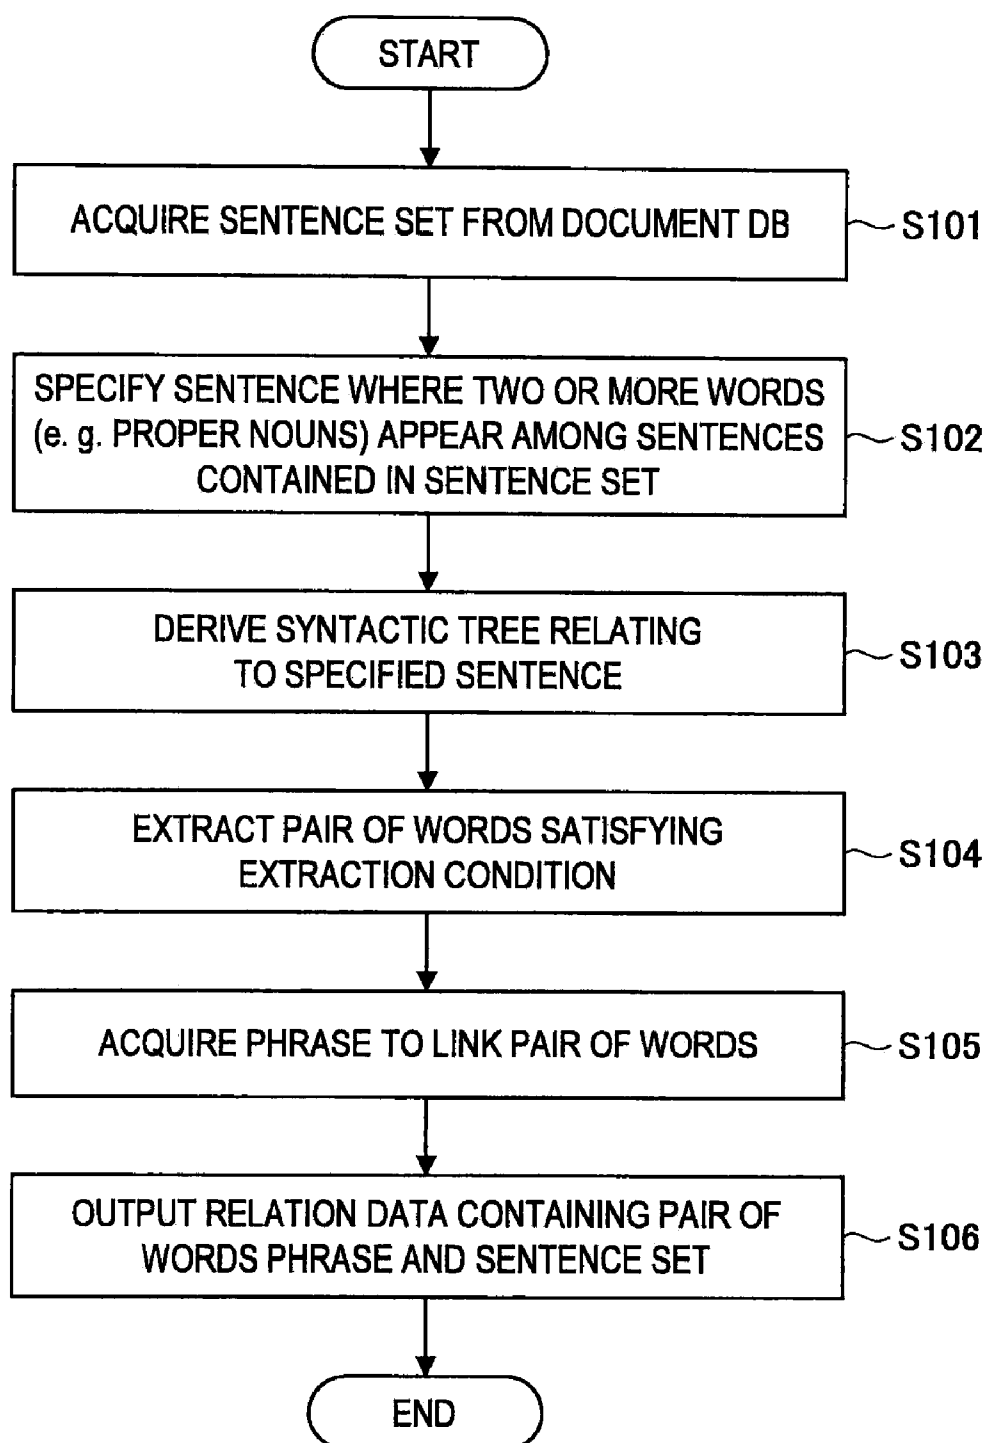 START
ACQUIRE SENTENCE SET FROM DOCUMENT DB
S101
SPECIFY SENTENCE WHERE TWO OR MORE WORDS
(e. g. PROPER NOUNS) APPEAR AMONG SENTENCES
CONTAINED IN SENTENCE SET
S102
DERIVE SYNTACTIC TREE RELATING
TO SPECIFIED SENTENCE
S103
EXTRACT PAIR OF WORDS SATISFYING
EXTRACTION CONDITION
S104
ACQUIRE PHRASE TO LINK PAIR OF WORDS
S105
OUTPUT RELATION DATA CONTAINING PAIR OF
WORDS PHRASE AND SENTENCE SET
S106
END